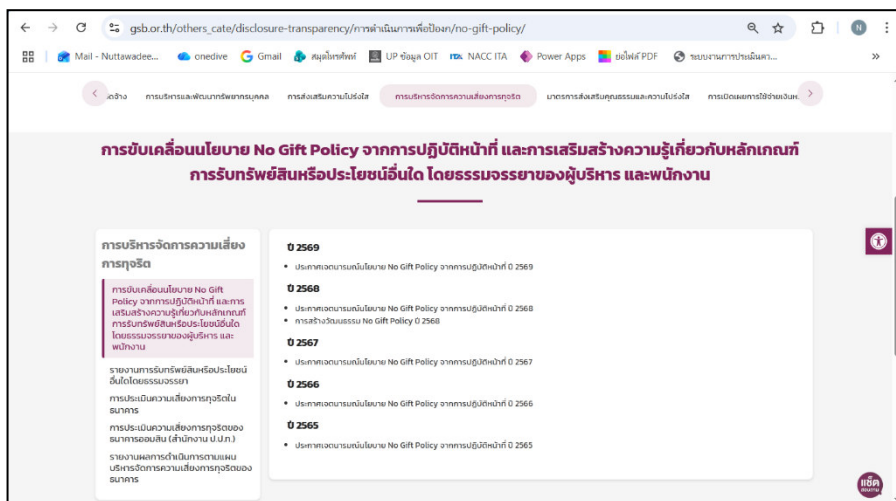 gsb.or.th/others_cate/disclosure-transparency/การดำเนินการเพื่อป้องก/no-gift-policy/
N
Mail - Nuttawadee... onedive Gmail สมุดโทรศัพท์ UP ข้อมูล OIT ITA NACC ITA Power Apps ย่อไฟล์ PDF ระบบงานการประเมินคว... »
อจ้าง การบริหารและพัฒนาทรัพยากรบุคคล การส่งเสริมความโปร่งใส การบริหารจัดการความเสี่ยงการทุจริต มาตรการส่งเสริมคุณธรรมและความโปร่งใส การเปิดเผยการใช้จ่ายเงินห
การขับเคลื่อนนโยบาย No Gift Policy จากการปฏิบัติหน้าที่ และการเสริมสร้างความรู้เกี่ยวกับหลักเกณฑ์
การรับทรัพย์สินหรือประโยชน์อื่นใด โดยธรรมจรรยาของผู้บริหาร และพนักงาน
การบริหารจัดการความเสี่ยง
การทุจริต
การขับเคลื่อนนโยบาย No Gift
Policy จากการปฏิบัติหน้าที่ และการ
เสริมสร้างความรู้เกี่ยวกับหลักเกณฑ์
การรับทรัพย์สินหรือประโยชน์อื่นใด
โดยธรรมจรรยาของผู้บริหาร และ
พนักงาน
รายงานการรับทรัพย์สินหรือประโยชน์
อื่นใดโดยธรรมจรรยา
การประเมินความเสี่ยงการทุจริตใน
ธนาคาร
การประเมินความเสี่ยงการทุจริตของ
ธนาคารออมสิน (สำนักงาน ป.ป.ท.)
รายงานผลการดำเนินการตามแผน
บริหารจัดการความเสี่ยงการทุจริตของ
ธนาคาร
ปี 2569
ประกาศเจตนารมณ์นโยบาย No Gift Policy จากการปฏิบัติหน้าที่ ปี 2569
ปี 2568
ประกาศเจตนารมณ์นโยบาย No Gift Policy จากการปฏิบัติหน้าที่ ปี 2568
การสร้างวัฒนธรรม No Gift Policy ปี 2568
ปี 2567
ประกาศเจตนารมณ์นโยบาย No Gift Policy จากการปฏิบัติหน้าที่ ปี 2567
ปี 2566
ประกาศเจตนารมณ์นโยบาย No Gift Policy จากการปฏิบัติหน้าที่ ปี 2566
ปี 2565
ประกาศเจตนารมณ์นโยบาย No Gift Policy จากการปฏิบัติหน้าที่ ปี 2565